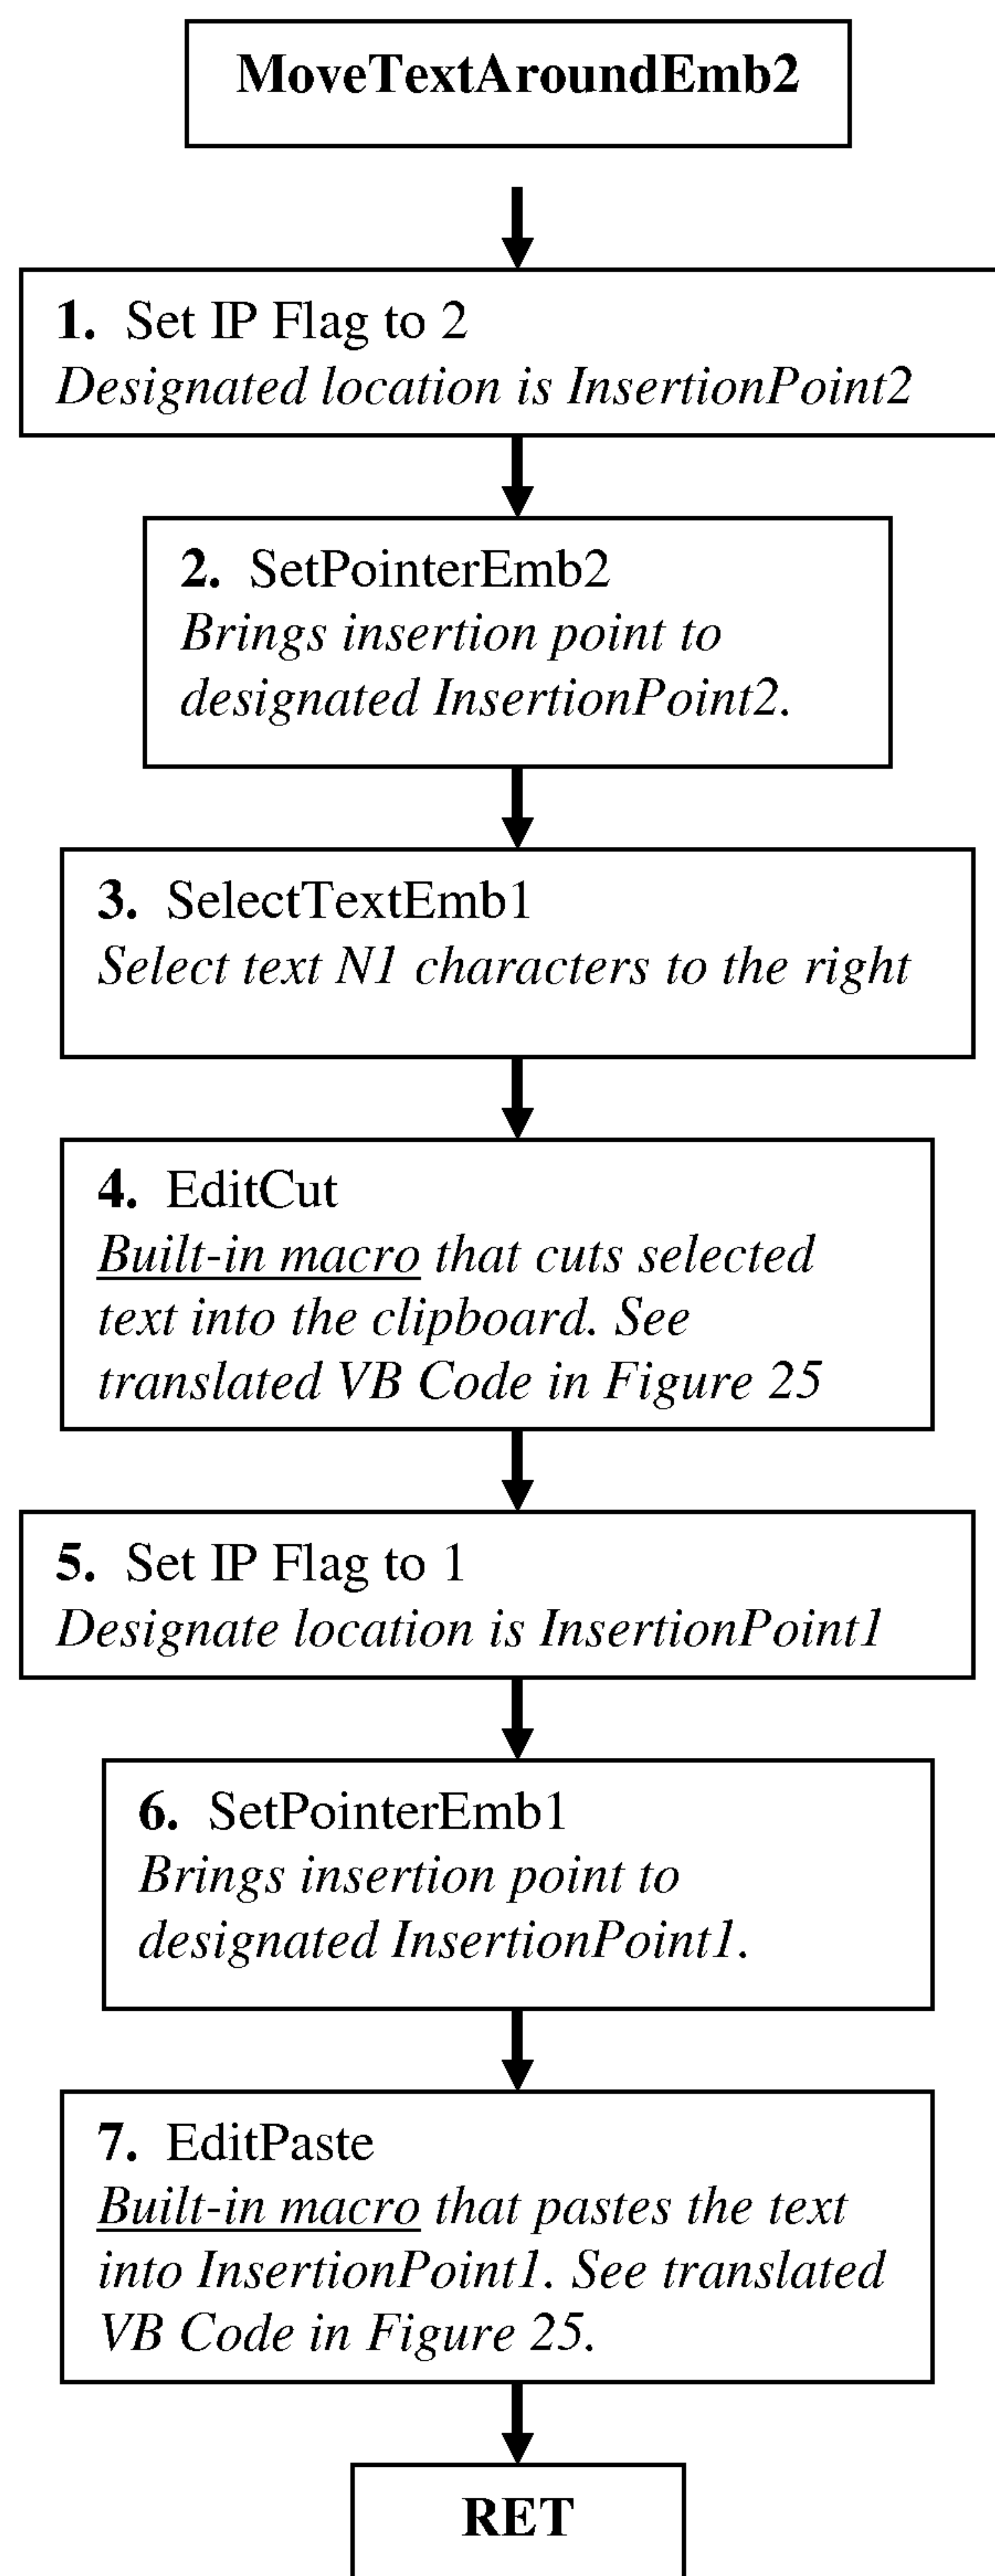 MoveTextAroundEmb2
1. Set IP Flag to 2
Designated location is InsertionPoint2
2. SetPointerEmb2
Brings insertion point to
designated InsertionPoint2.
3. SelectTextEmb1
Select text N1 characters to the right
4. EditCut
Built-in macro that cuts selected
text into the clipboard. See
translated VB Code in Figure 25
5. Set IP Flag to 1
Designate location is InsertionPoint1
6. SetPointerEmb1
Brings insertion point to
designated InsertionPoint1.
7. EditPaste
Built-in macro that pastes the text
into InsertionPoint1. See translated
VB Code in Figure 25.
RET